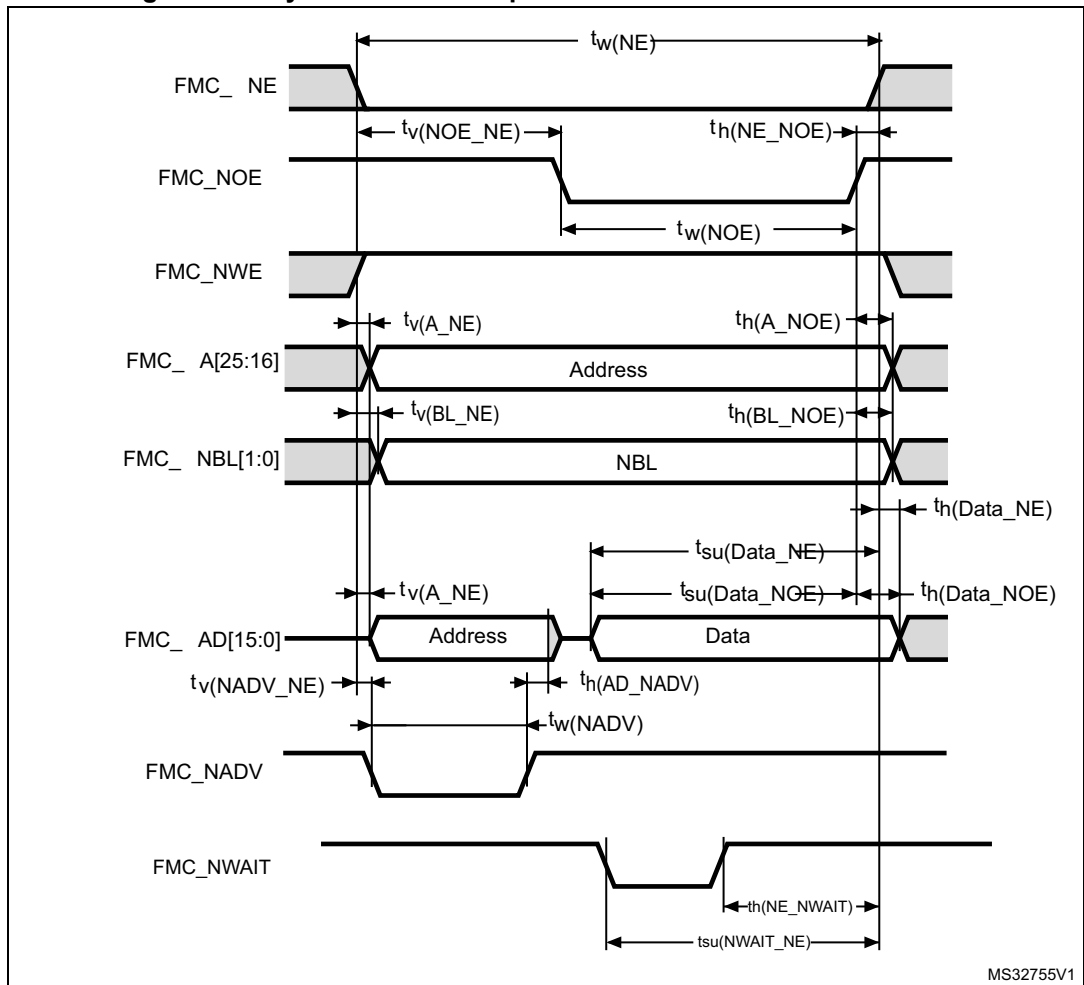 tw(NE)
FMC_ NE
tv(NOE_NE)
th(NE_NOE)
FMC_NOE
tw(NOE)
FMC_NWE
tv(A_NE)
th(A_NOE)
FMC_ A[25:16]
Address
tv(BL_NE)
th(BL_NOE)
FMC_ NBL[1:0]
NBL
th(Data_NE)
tsu(Data_NE)
tv(A_NE)
tsu(Data_NOE)
th(Data_NOE)
FMC_ AD[15:0]
Address
Data
tv(NADV_NE)
th(AD_NADV)
tw(NADV)
FMC_NADV
FMC_NWAIT
th(NE_NWAIT)
tsu(NWAIT_NE)
MS32755V1